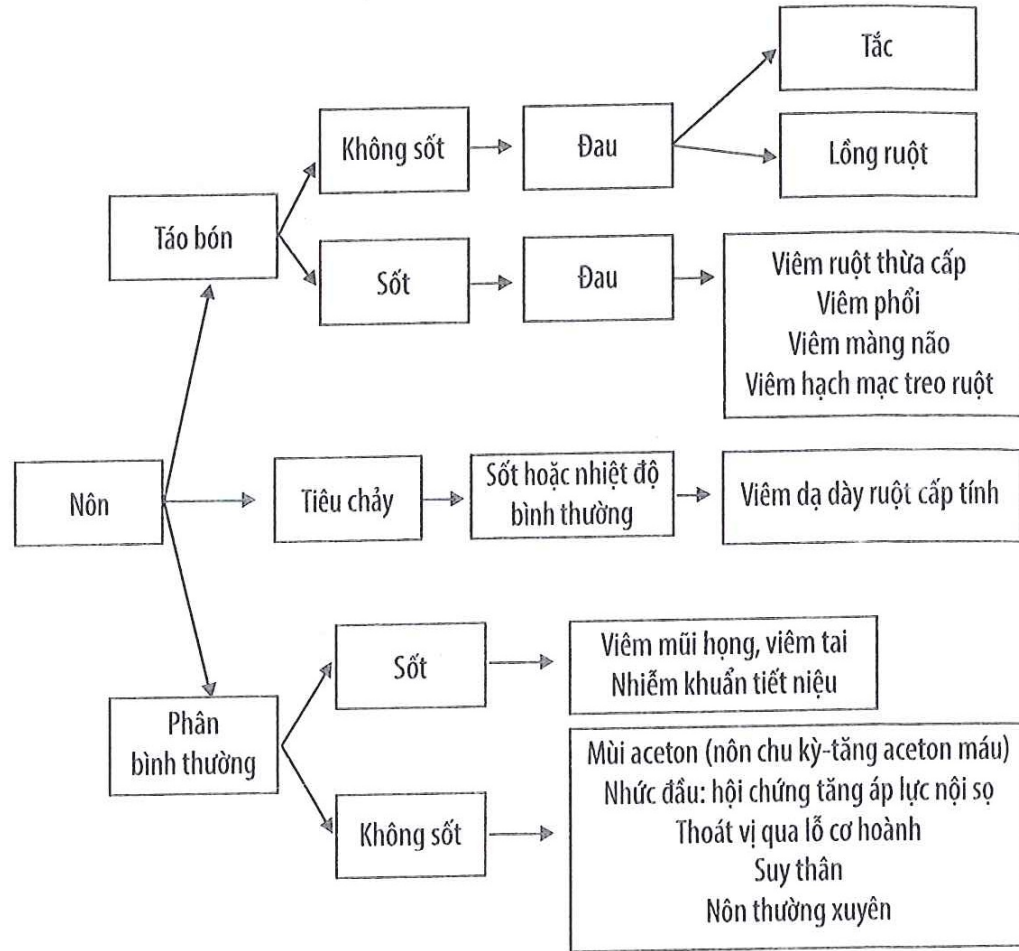 Tắc
Không sốt
Đau
Lồng ruột
Táo bón
Sốt
Đau
Viêm ruột thừa cấp
Viêm phổi
Viêm màng não
Viêm hạch mạc treo ruột
Nôn
Tiêu chảy
Sốt hoặc nhiệt độ
bình thường
Viêm dạ dày ruột cấp tính
Sốt
Viêm mũi họng, viêm tai
Nhiễm khuẩn tiết niệu
Phân
bình thường
Không sốt
Mùi aceton (nôn chu kỳ-tăng aceton máu)
Nhức đầu: hội chứng tăng áp lực nội sọ
Thoát vị qua lỗ cơ hoành
Suy thân
Nôn thường xuyên